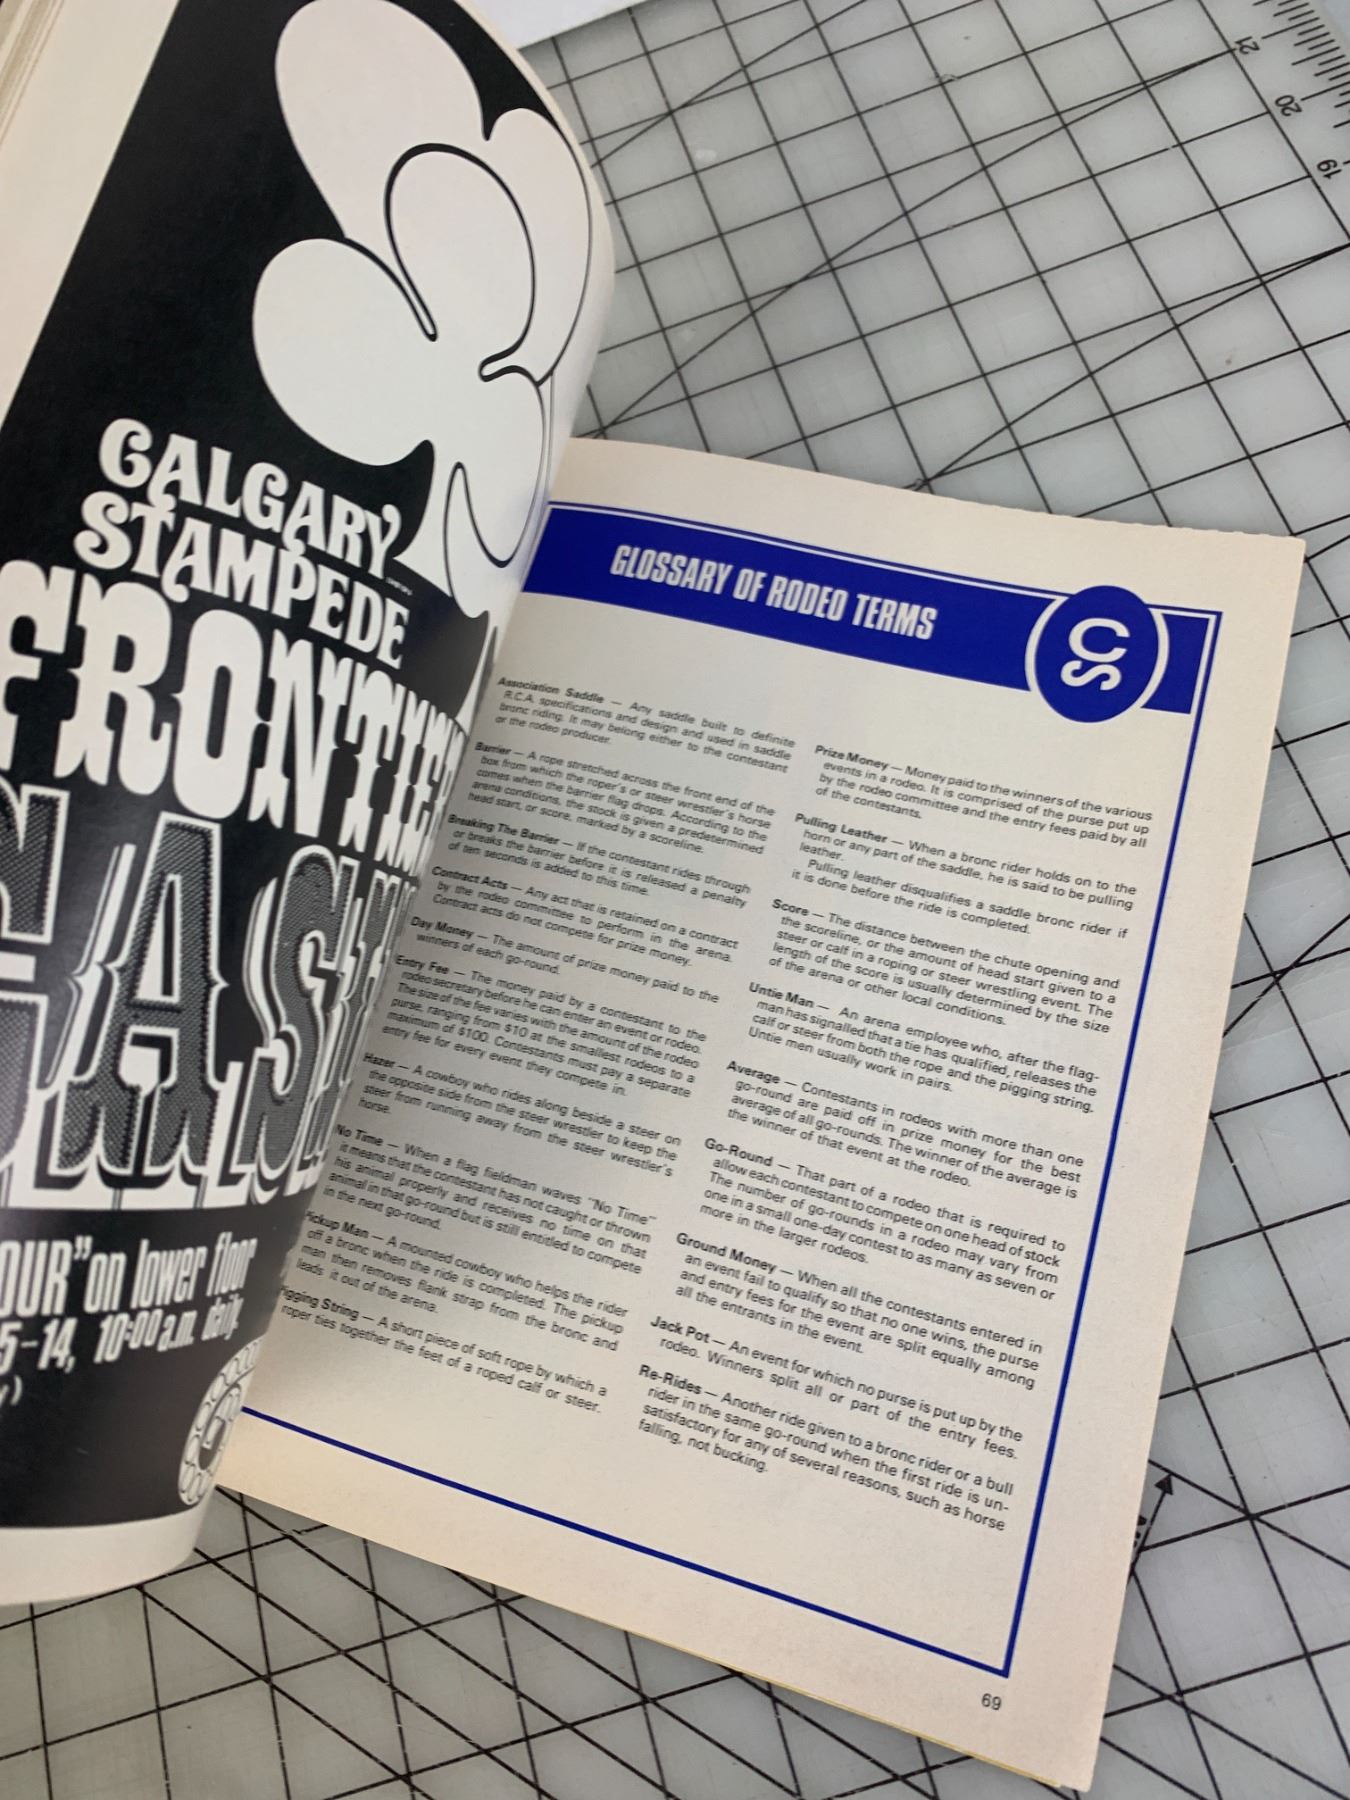 CALGARY
STAMPEDE
FRONTIER
CASI
OUR" on lower floor
5-14, 10:00 a.m. daily
GLOSSARY OF RODEO TERMS
CS
Association Saddle — Any saddle built to definite
R.C.A. specifications and design and used in saddle
bronc riding. It may belong either to the contestant
or the rodeo producer.
Barrier — A rope stretched across the front end of the
box from which the roper's or steer wrestler's horse
comes when the barrier flag drops. According to the
arena conditions, the stock is given a predetermined
head start, or score, marked by a scoreline.
Breaking The Barrier — If the contestant rides through
or breaks the barrier before it is released a penalty
of ten seconds is added to this time.
Contract Acts — Any act that is retained on a contract
by the rodeo committee to perform in the arena.
Contract acts do not compete for prize money.
Day Money — The amount of prize money paid to the
winners of each go-round.
Entry Fee — The money paid by a contestant to the
rodeo secretary before he can enter an event or rodeo.
The size of the fee varies with the amount of the rodeo
purse, ranging from $10 at the smallest rodeos to a
maximum of $100. Contestants must pay a separate
entry fee for every event they compete in.
Hazer — A cowboy who rides along beside a steer on
the opposite side from the steer wrestler to keep the
steer from running away from the steer wrestler's
horse.
No Time — When a flag fieldman waves "No Time"
it means that the contestant has not caught or thrown
his animal properly and receives no time on that
animal in that go-round but is still entitled to compete
in the next go-round.
Pickup Man — A mounted cowboy who helps the rider
off a bronc when the ride is completed. The pickup
man then removes flank strap from the bronc and
leads it out of the arena.
Pigging String — A short piece of soft rope by which a
roper ties together the feet of a roped calf or steer.
Prize Money — Money paid to the winners of the various
events in a rodeo. It is comprised of the purse put up
by the rodeo committee and the entry fees paid by all
of the contestants.
Pulling Leather — When a bronc rider holds on to the
horn or any part of the saddle, he is said to be pulling
leather.
Pulling leather disqualifies a saddle bronc rider if
it is done before the ride is completed.
Score — The distance between the chute opening and
the scoreline, or the amount of head start given to a
steer or calf in a roping or steer wrestling event. The
length of the score is usually determined by the size
of the arena or other local conditions.
Untie Man — An arena employee who, after the flag-
man has signalled that a tie has qualified, releases the
calf or steer from both the rope and the pigging string.
Untie men usually work in pairs.
Average — Contestants in rodeos with more than one
go-round are paid off in prize money for the best
average of all go-rounds. The winner of the average is
the winner of that event at the rodeo.
Go-Round — That part of a rodeo that is required to
allow each contestant to compete on one head of stock
The number of go-rounds in a rodeo may vary from
one in a small one-day contest to as many as seven or
more in the larger rodeos.
Ground Money — When all the contestants entered in
an event fail to qualify so that no one wins, the purse
and entry fees for the event are split equally among
all the entrants in the event.
Jack Pot — An event for which no purse is put up by the
rodeo. Winners split all or part of the entry fees.
Re-Rides — Another ride given to a bronc rider or a bull
rider in the same go-round when the first ride is un-
satisfactory for any of several reasons, such as horse
falling, not bucking.
69
21
20
19